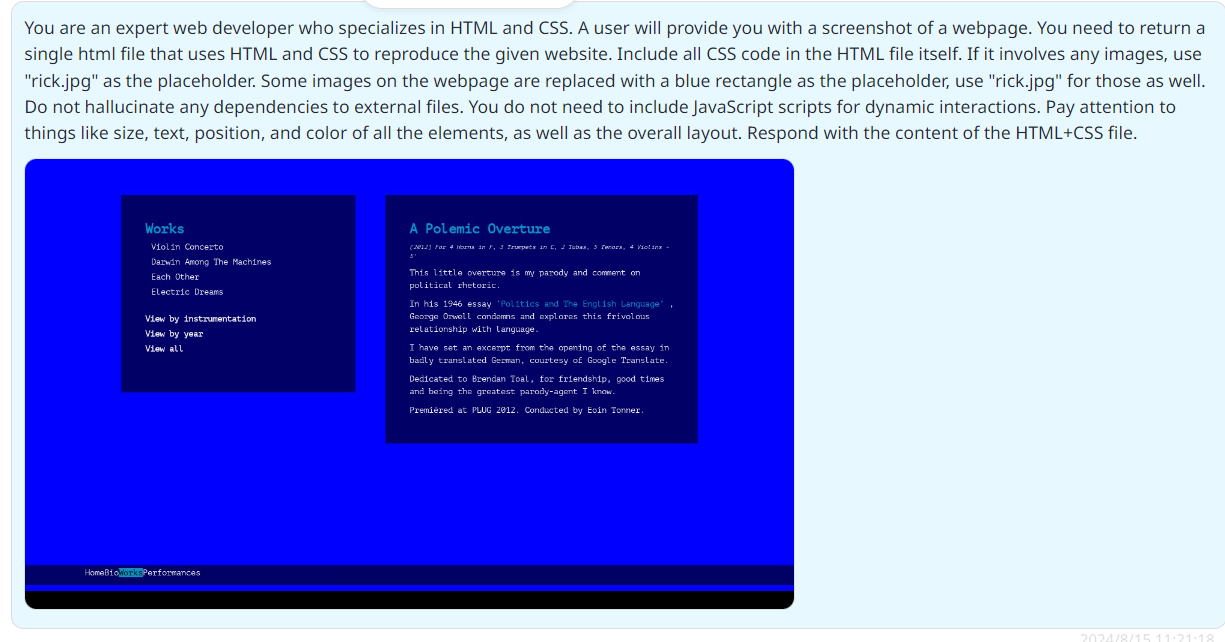 You are an expert web developer who specializes in HTML and CSS. A user will provide you with a screenshot of a webpage. You need to return a
single html file that uses HTML and CSS to reproduce the given website. Include all CSS code in the HTML file itself. If it involves any images, use
"rick.jpg" as the placeholder. Some images on the webpage are replaced with a blue rectangle as the placeholder, use "rick.jpg" for those as well.
Do not hallucinate any dependencies to external files. You do not need to include JavaScript scripts for dynamic interactions. Pay attention to
things like size, text, position, and color of all the elements, as well as the overall layout. Respond with the content of the HTML+CSS file.
Works
Violin Concerto
Darwin Among The Machines
Each Other
Electric Dreams
View by instrumentation
View by year
View all
A Polemic Overture
[2012] For 4 Horns in F, 3 Trumpets in C, 2 Tubas, 3 Tenors, 4 Violins -
5'
This little overture is my parody and comment on
political rhetoric.
In his 1946 essay 'Politics and The English Language' ,
George Orwell condemns and explores this frivolous
relationship with language.
I have set an excerpt from the opening of the essay in
badly translated German, courtesy of Google Translate.
Dedicated to Brendan Toal, for friendship, good times
and being the greatest parody-agent I know.
Premièred at PLUG 2012. Conducted by Eoin Tonner.
HomeBioWorksPerformances
2024/8/15 11:21:18